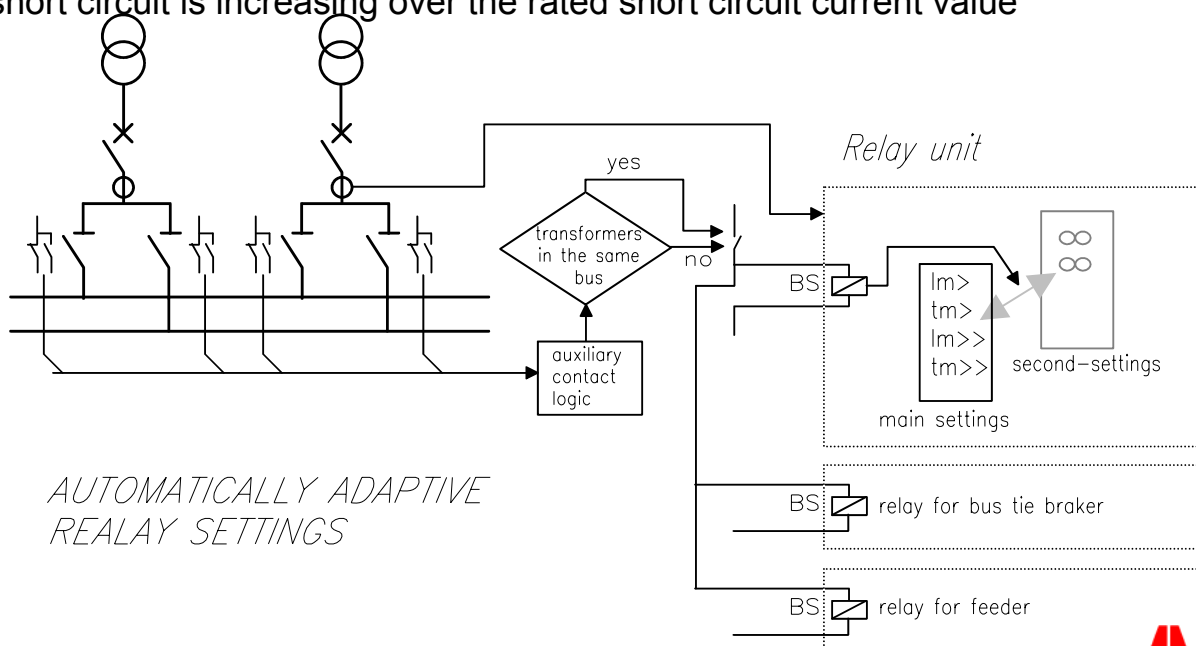 short circuit is increasing over the rated short circuit current value
Relay unit
yes
transformers
in the same
bus
no
BS
Im>
tm>
Im>>
tm>>
∞
∞
second-settings
main settings
auxiliary
contact
logic
AUTOMATICALLY ADAPTIVE
REALAY SETTINGS
BS
relay for bus tie braker
BS
relay for feeder